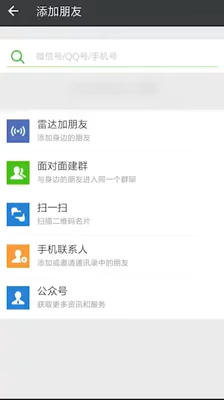 添加朋友
微信号/QQ号/手机号
雷达加朋友
添加身边的朋友
面对面建群
与身边的朋友进入同一个群聊
扫一扫
扫描二维码名片
手机联系人
添加或邀请通讯录中的朋友
公众号
获取更多资讯和服务